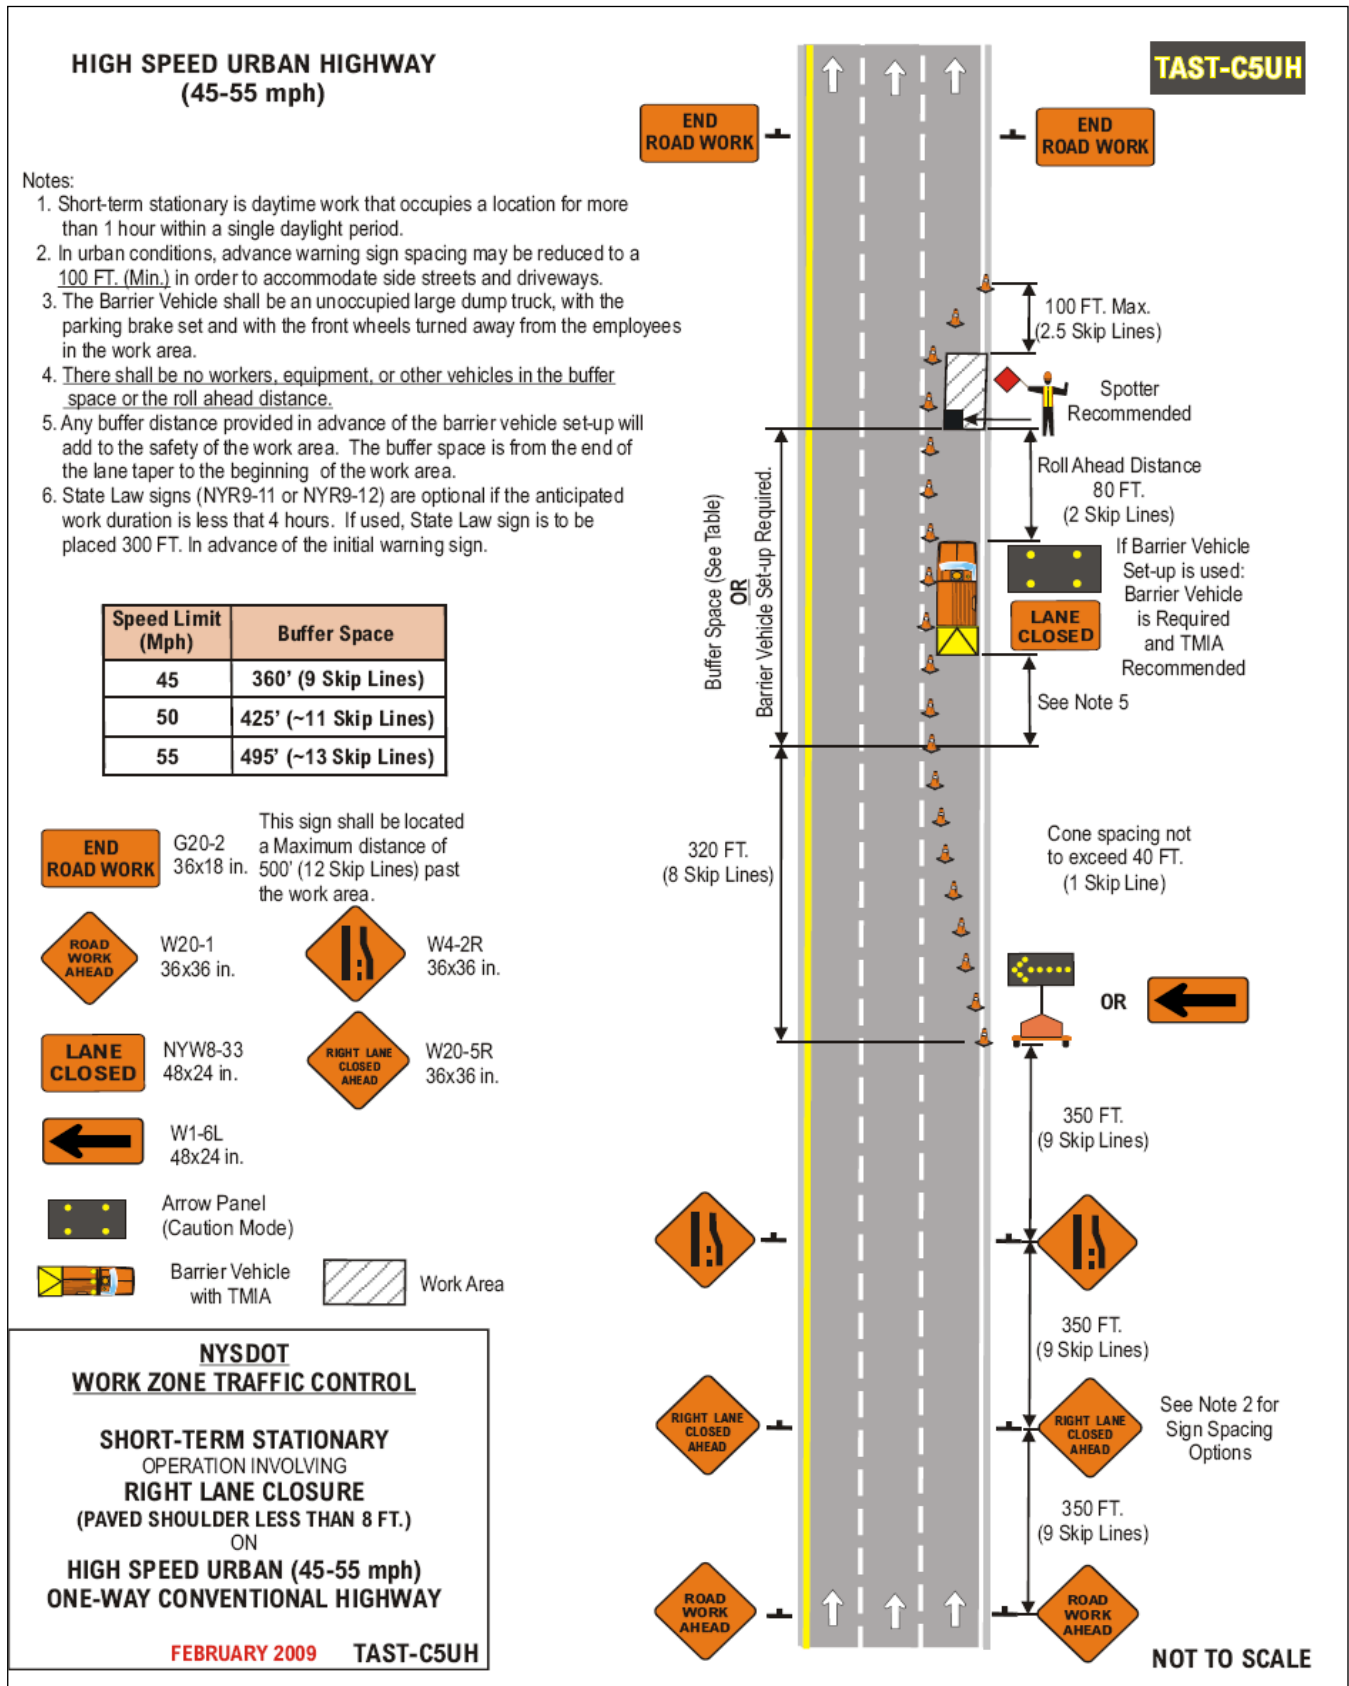 HIGH SPEED URBAN HIGHWAY
(45-55 mph)
TAST-C5UH
END
ROAD WORK
END
ROAD WORK
Notes:
1. Short-term stationary is daytime work that occupies a location for more
than 1 hour within a single daylight period.
2. In urban conditions, advance warning sign spacing may be reduced to a
100 FT. (Min.) in order to accommodate side streets and driveways.
3. The Barrier Vehicle shall be an unoccupied large dump truck, with the
parking brake set and with the front wheels turned away from the employees
in the work area.
4. There shall be no workers, equipment, or other vehicles in the buffer
space or the roll ahead distance.
5. Any buffer distance provided in advance of the barrier vehicle set-up will
add to the safety of the work area. The buffer space is from the end of
the lane taper to the beginning of the work area.
6. State Law signs (NYR9-11 or NYR9-12) are optional if the anticipated
work duration is less that 4 hours. If used, State Law sign is to be
placed 300 FT. In advance of the initial warning sign.
100 FT. Max.
(2.5 Skip Lines)
Spotter
Recommended
Roll Ahead Distance
80 FT.
(2 Skip Lines)
Buffer Space (See Table)
OR
Barrier Vehicle Set-up Required.
If Barrier Vehicle
Set-up is used:
Barrier Vehicle
is Required
and TMIA
Recommended
LANE
CLOSED
See Note 5
Speed Limit
(Mph)
Buffer Space
45
360’ (9 Skip Lines)
50
425’ (~11 Skip Lines)
55
495’ (~13 Skip Lines)
320 FT.
(8 Skip Lines)
Cone spacing not
to exceed 40 FT.
(1 Skip Line)
END
ROAD WORK
G20-2
36x18 in.
This sign shall be located
a Maximum distance of
500’ (12 Skip Lines) past
the work area.
ROAD
WORK
AHEAD
W20-1
36x36 in.
W4-2R
36x36 in.
LANE
CLOSED
NYW8-33
48x24 in.
RIGHT LANE
CLOSED
AHEAD
W20-5R
36x36 in.
W1-6L
48x24 in.
Arrow Panel
(Caution Mode)
Barrier Vehicle
with TMIA
Work Area
OR
350 FT.
(9 Skip Lines)
350 FT.
(9 Skip Lines)
RIGHT LANE
CLOSED
AHEAD
RIGHT LANE
CLOSED
AHEAD
See Note 2 for
Sign Spacing
Options
350 FT.
(9 Skip Lines)
ROAD
WORK
AHEAD
ROAD
WORK
AHEAD
NYSDOT
WORK ZONE TRAFFIC CONTROL
SHORT-TERM STATIONARY
OPERATION INVOLVING
RIGHT LANE CLOSURE
(PAVED SHOULDER LESS THAN 8 FT.)
ON
HIGH SPEED URBAN (45-55 mph)
ONE-WAY CONVENTIONAL HIGHWAY
FEBRUARY 2009 TAST-C5UH
NOT TO SCALE